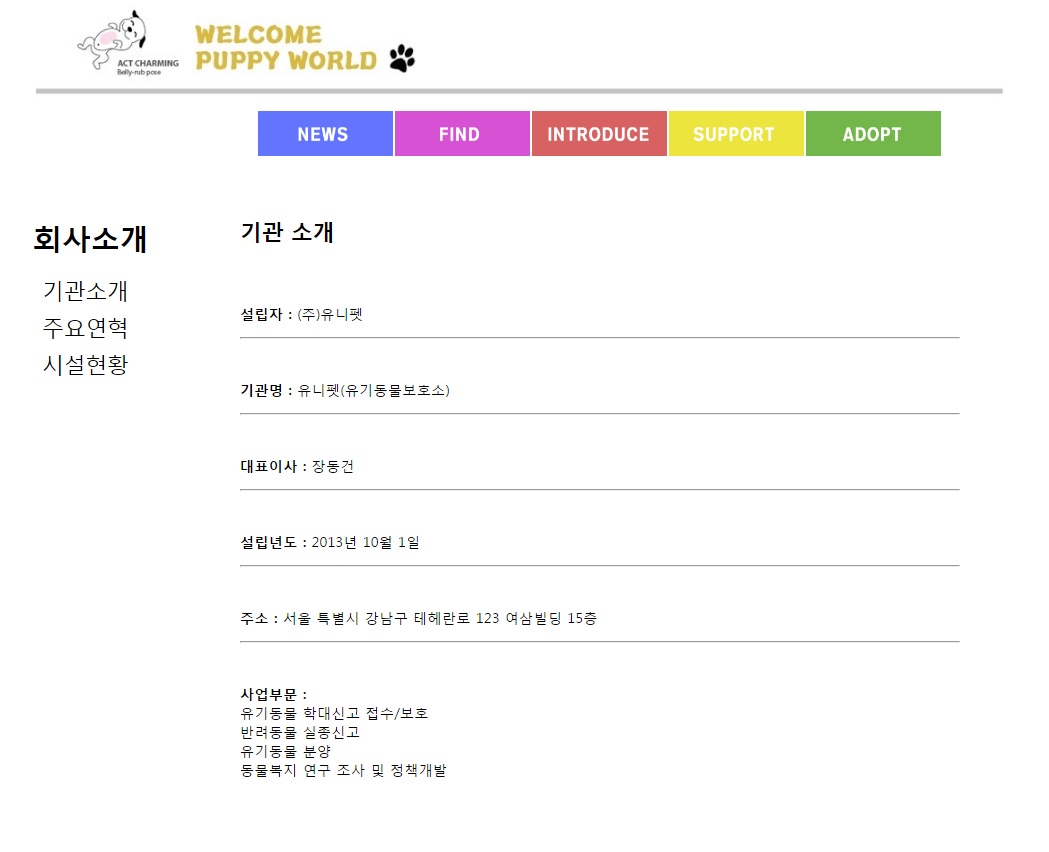 ACT CHARMING
Belly-rub pose
WELCOME
PUPPY WORLD
NEWS
FIND
INTRODUCE
SUPPORT
ADOPT
회사소개
기관소개
주요연혁
시설현황
기관 소개
설립자 : (주)유니펫
기관명 : 유니펫(유기동물보호소)
대표이사 : 장동건
설립년도 : 2013년 10월 1일
주소 : 서울 특별시 강남구 테헤란로 123 여삼빌딩 15층
사업부문 :
유기동물 학대신고 접수/보호
반려동물 실종신고
유기동물 분양
동물복지 연구 조사 및 정책개발